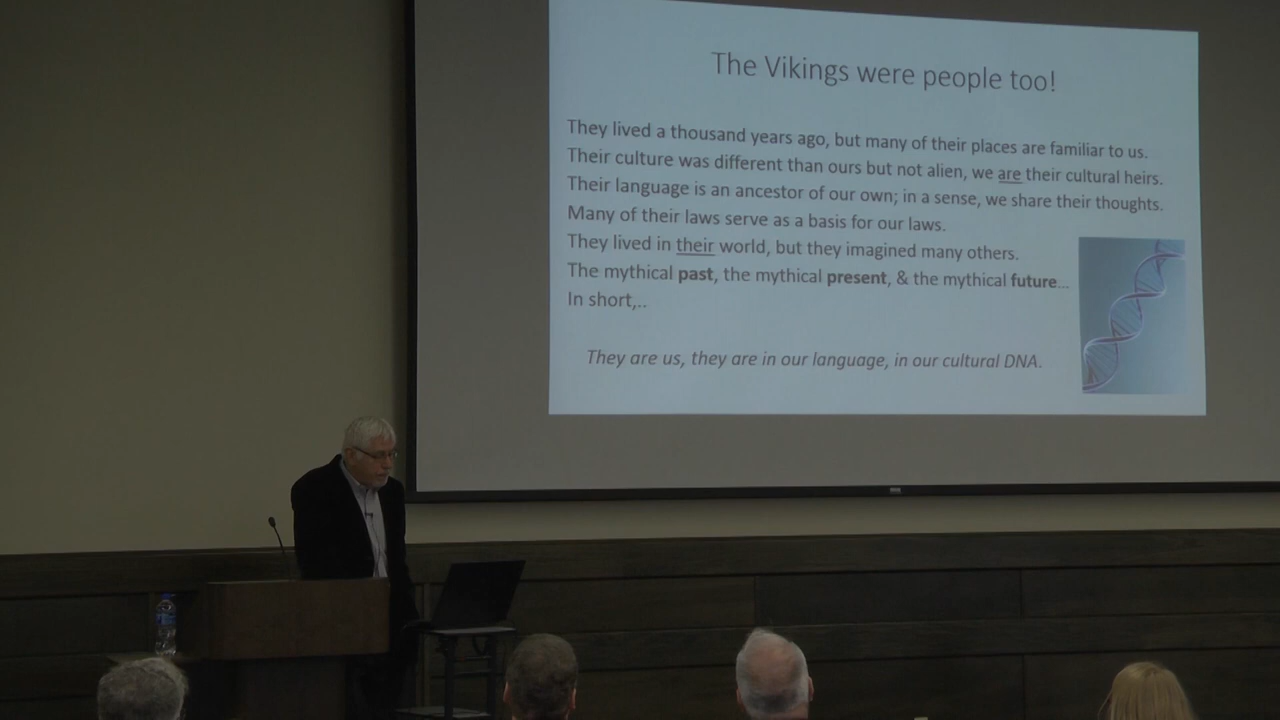 The Vikings were people too!
They lived a thousand years ago, but many of their places are familiar to us.
Their culture was different than ours but not alien, we are their cultural heirs.
Their language is an ancestor of our own; in a sense, we share their thoughts.
Many of their laws serve as a basis for our laws.
They lived in their world, but they imagined many others.
The mythical past, the mythical present, & the mythical future...
In short,..
They are us, they are in our language, in our cultural DNA.